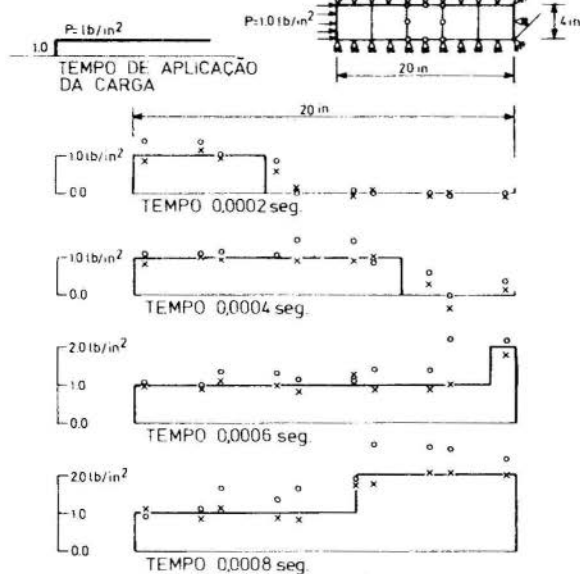 P= lb/in²
1.0
TEMPO DE APLICAÇÃO
DA CARGA
P=1.0 lb/in²
4 in
20 in
20 in
1.0 lb/in²
0.0
TEMPO 0,0002 seg.
1.0 lb/in²
0.0
TEMPO 0,0004 seg.
2.0 lb/in²
1.0
0.0
TEMPO 0,0006 seg.
2.0 lb/in²
1.0
0.0
TEMPO 0,0008 seg.